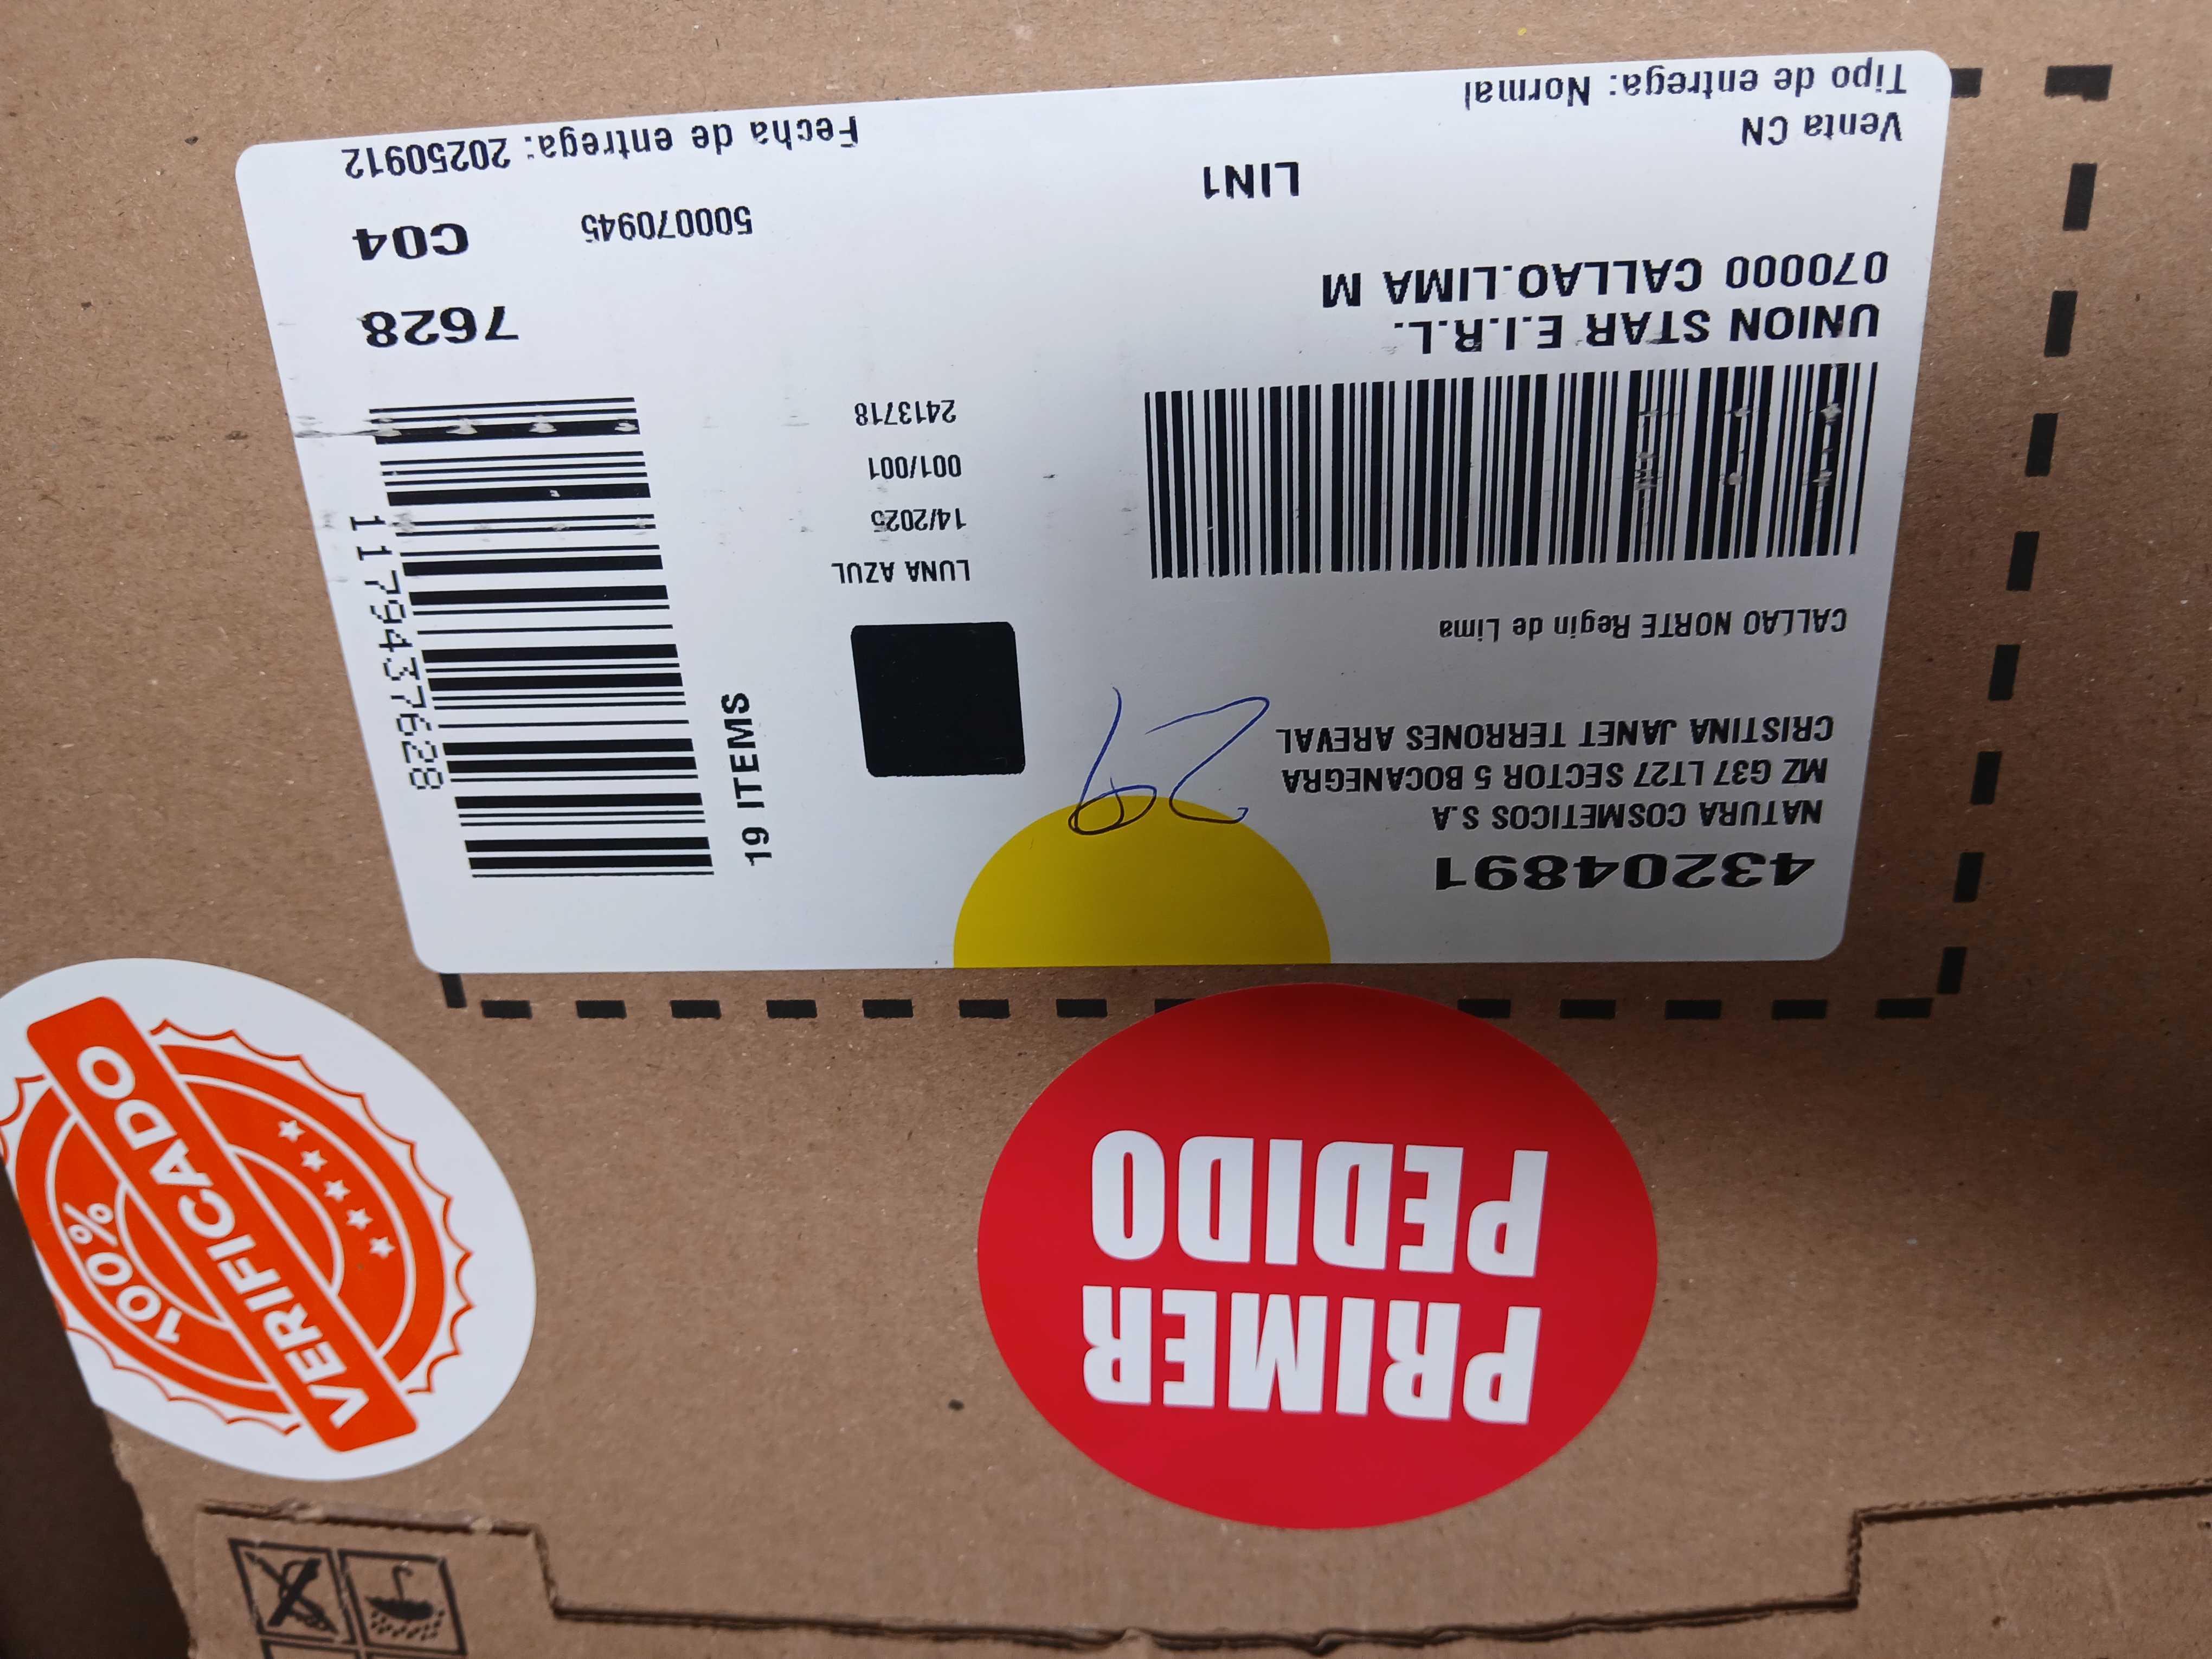 43204891
NATURA COSMETICOS S.A
MZ G37 LT27 SECTOR 5 BOCANEGRA
CRISTINA JANET TERRONES AREVAL
CALLAO NORTE Regin de Lima
29
UNION STAR E.I.R.L.
070000 CALLAO.LIMA M
LIN1
Venta CN
Tipo de entrega: Normal
LUNA AZUL
14/2025
001/001
2413718
19 ITEMS
1179437628
7628
500070945 C04
Fecha de entrega: 20250912
PRIMER
PEDIDO
100%
VERIFICADO